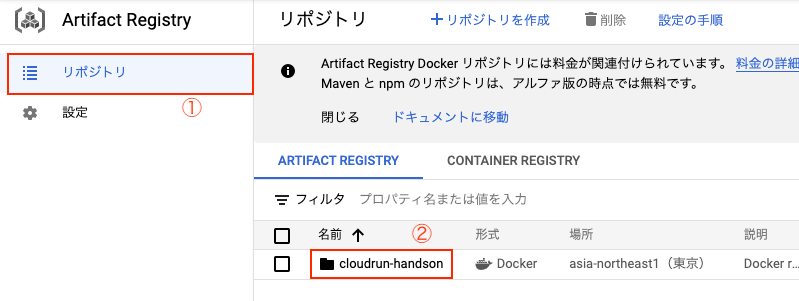 Artifact Registry
リポジトリ
①
設定
リポジトリ
リポジトリを作成
削除
設定の手順
Artifact Registry Docker リポジトリには料金が関連付けられています。 料金の詳細
Maven と npm のリポジトリは、アルファ版の時点では無料です。
閉じる
ドキュメントに移動
ARTIFACT REGISTRY
CONTAINER REGISTRY
フィルタ プロパティ名または値を入力
名前 ② 形式 場所 説明
cloudrun-handson Docker asia-northeast1（東京） Docker r...